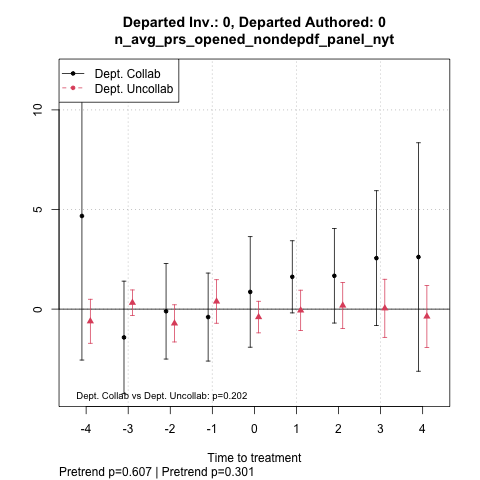 Departed Inv.: 0, Departed Authored: 0
n_avg_prs_opened_nondepdf_panel_nyt
Dept. Collab
Dept. Uncollab
10
5
0
Dept. Collab vs Dept. Uncollab: p=0.202
-4 -3 -2 -1 0 1 2 3 4
Time to treatment
Pretrend p=0.607 | Pretrend p=0.301